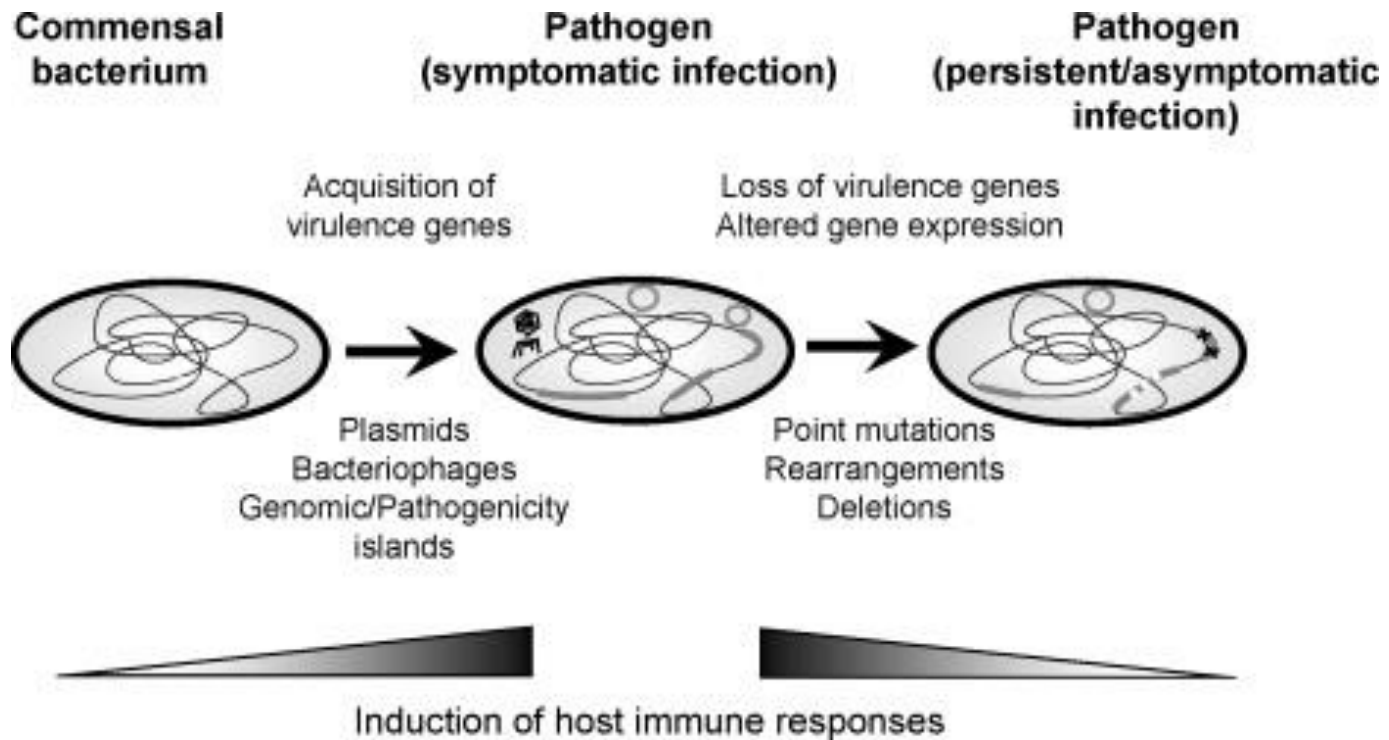 Commensal
bacterium
Pathogen
(symptomatic infection)
Pathogen
(persistent/asymptomatic
infection)
Acquisition of
virulence genes
Loss of virulence genes
Altered gene expression
Plasmids
Bacteriophages
Genomic/Pathogenicity
islands
Point mutations
Rearrangements
Deletions
Induction of host immune responses